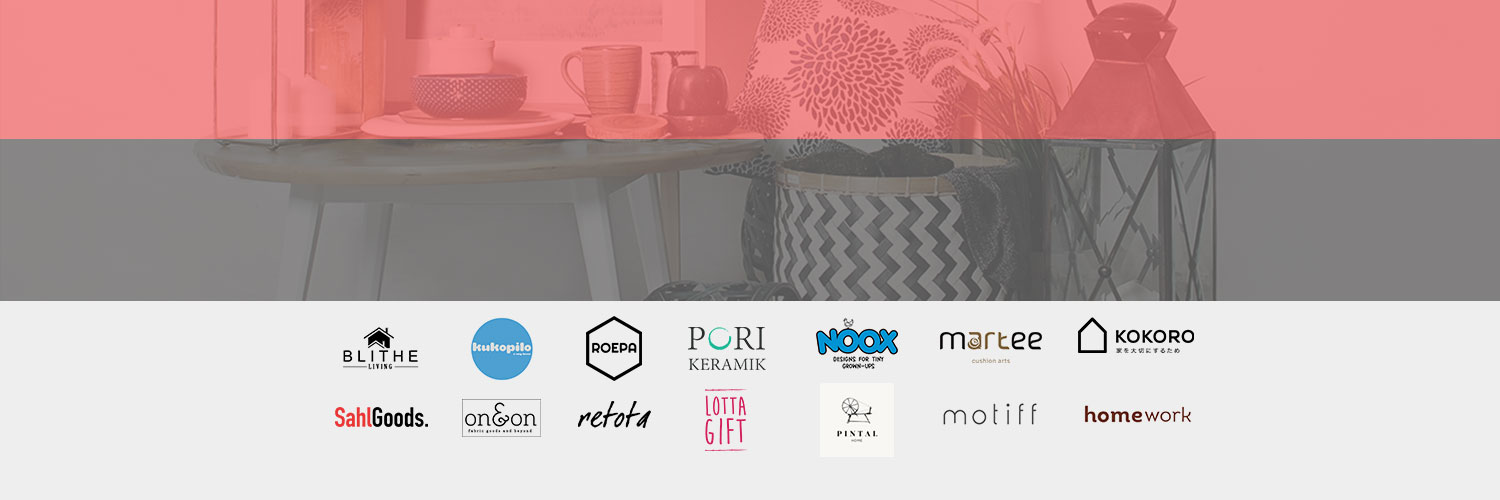 BLITHE
LIVING
kukopilo
ROEPA
PORI
KERAMIK
NOOX
DESIGNS FOR TINY
GROWN-UPS
martee
cushion arts
KOKORO
家を大切にするため
SahlGoods.
on&on
fabric goods and beyond
retota
LOTTA
GIFT
PINTAL
HOME
motiff
homework